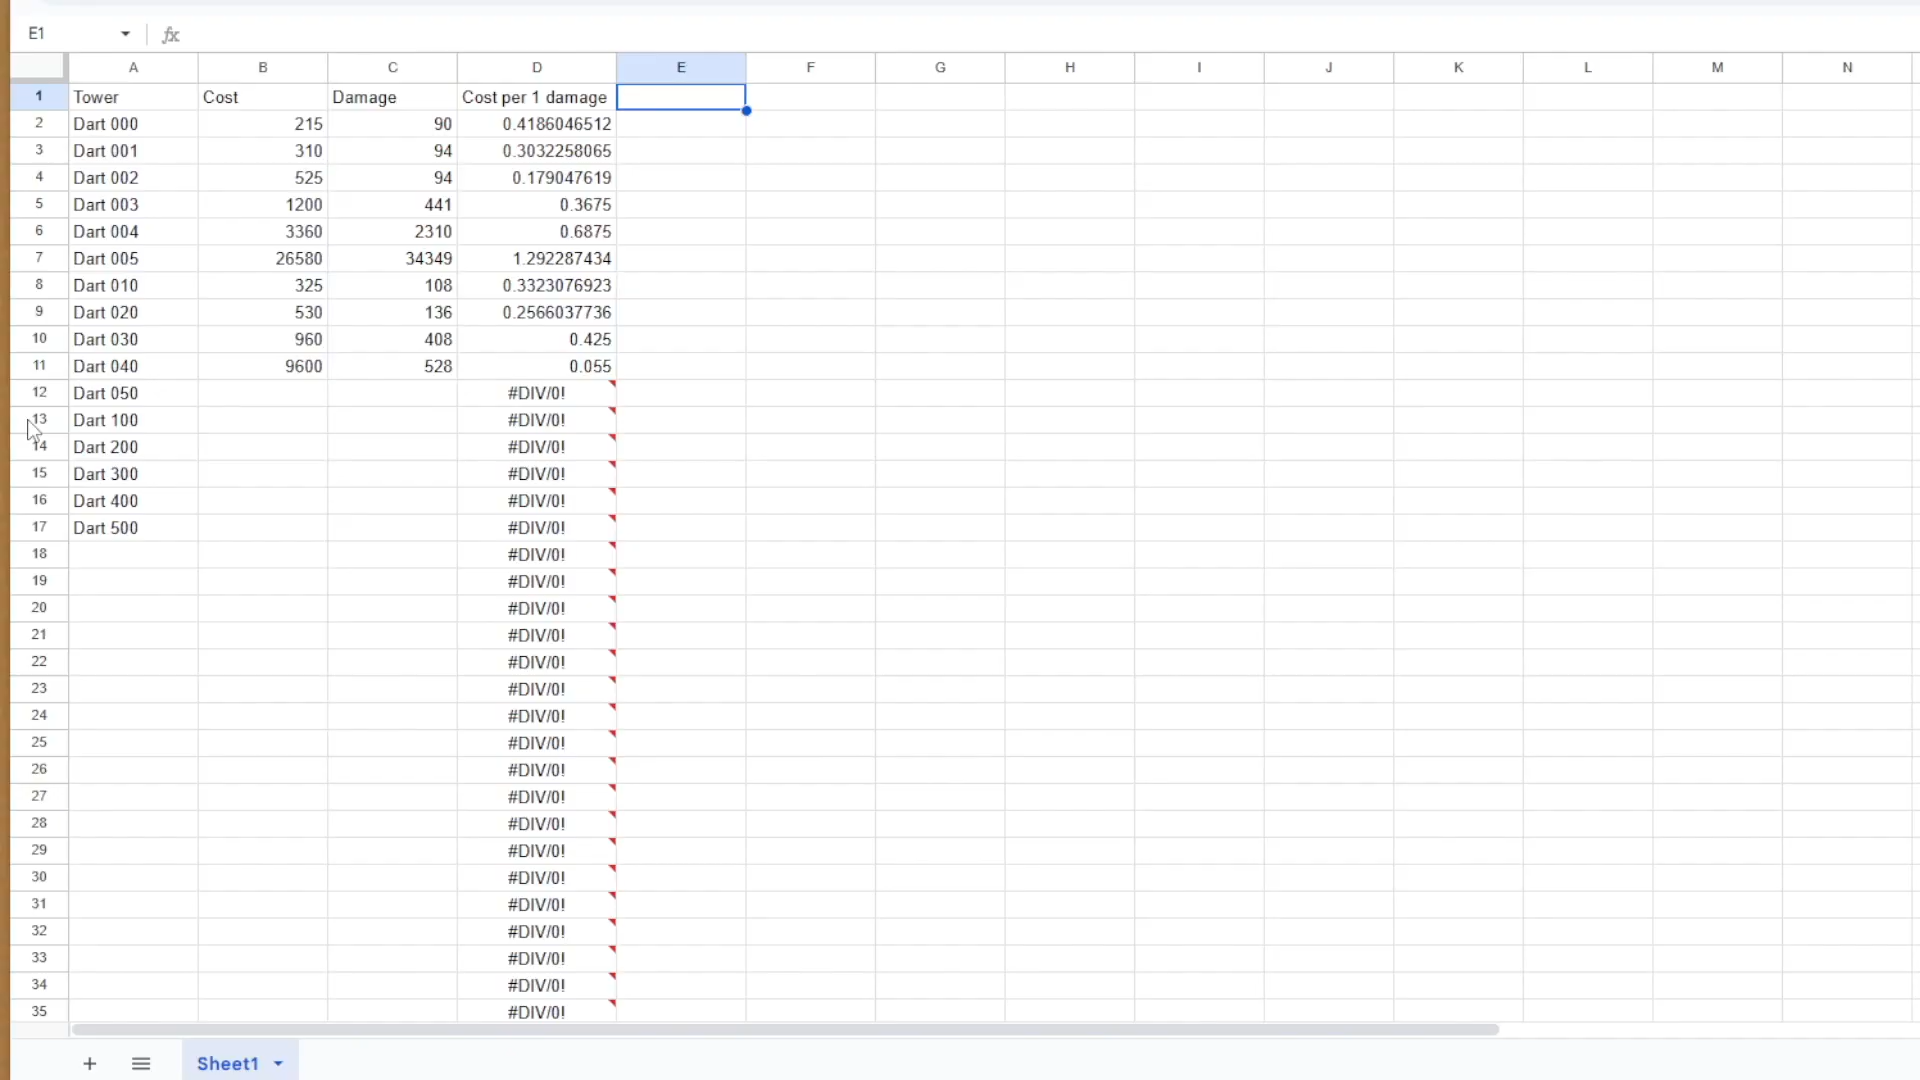 E1
A B C D E F G H I J K L M N
1 Tower Cost Damage Cost per 1 damage
2 Dart 000 215 90 0.4186046512
3 Dart 001 310 94 0.3032258065
4 Dart 002 525 94 0.179047619
5 Dart 003 1200 441 0.3675
6 Dart 004 3360 2310 0.6875
7 Dart 005 26580 34349 1.292287434
8 Dart 010 325 108 0.3323076923
9 Dart 020 530 136 0.2566037736
10 Dart 030 960 408 0.425
11 Dart 040 9600 528 0.055
12 Dart 050 #DIV/0!
13 Dart 100 #DIV/0!
14 Dart 200 #DIV/0!
15 Dart 300 #DIV/0!
16 Dart 400 #DIV/0!
17 Dart 500 #DIV/0!
18 #DIV/0!
19 #DIV/0!
20 #DIV/0!
21 #DIV/0!
22 #DIV/0!
23 #DIV/0!
24 #DIV/0!
25 #DIV/0!
26 #DIV/0!
27 #DIV/0!
28 #DIV/0!
29 #DIV/0!
30 #DIV/0!
31 #DIV/0!
32 #DIV/0!
33 #DIV/0!
34 #DIV/0!
35 #DIV/0!
Sheet1